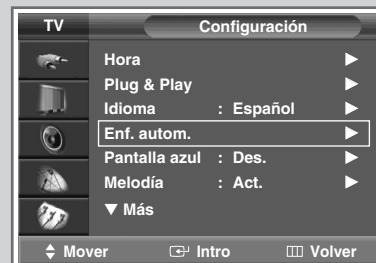 TV Configuración
Hora ►
Plug & Play ►
Idioma : Español ►
Enf. autom. ►
Pantalla azul : Des. ►
Melodía : Act. ►
▼ Más
Mover Intro Volver